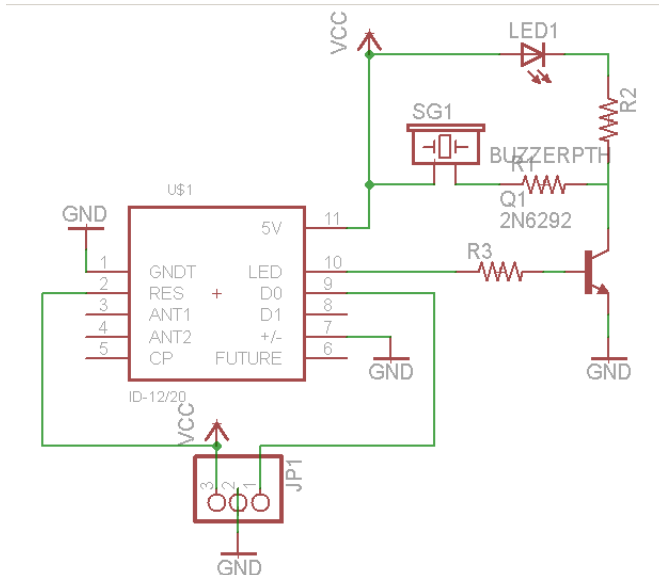 VCC
LED1
R2
SG1
BUZZERPTH
R1
Q1
2N6292
U$1
GND
5V 11
R3
1 GNDT LED 10
2 RES D0 9
3 ANT1 D1 8
4 ANT2 +/- 7
5 CP FUTURE 6
GND
GND
ID-12/20
VCC
JP1
3 2 1
GND